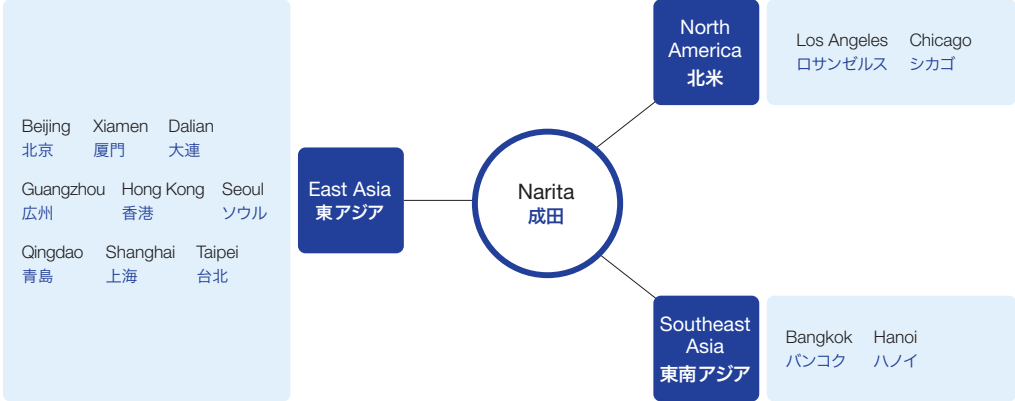 Beijing Xiamen Dalian
北京 厦門 大連
Guangzhou Hong Kong Seoul
広州 香港 ソウル
Qingdao Shanghai Taipei
青島 上海 台北
East Asia
東アジア
Narita
成田
North
America
北米
Los Angeles Chicago
ロサンゼルス シカゴ
Southeast
Asia
東南アジア
Bangkok Hanoi
バンコク ハノイ